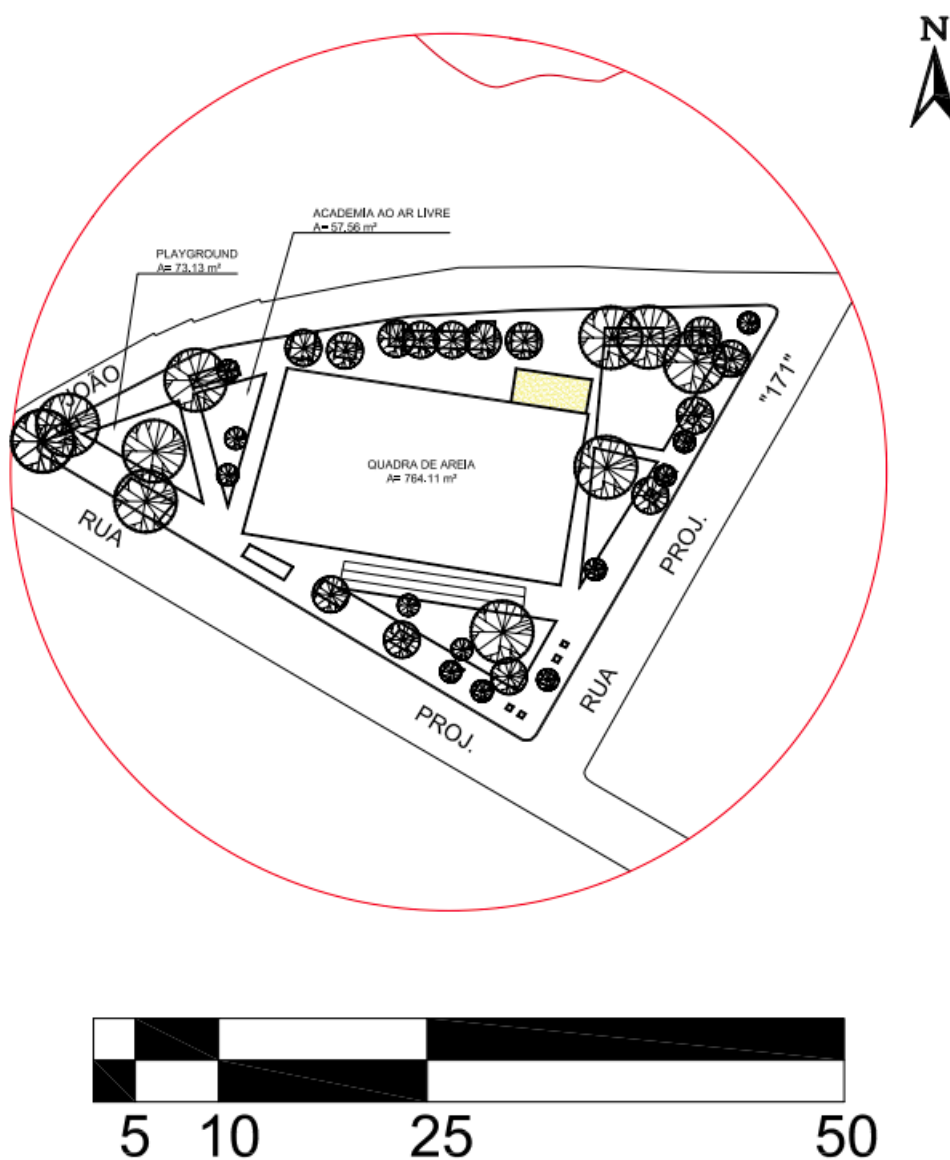 N
ACADEMIA AO AR LIVRE
A= 57.56 m²
PLAYGROUND
A= 73.13 m²
JOÃO
"171"
QUADRA DE AREIA
A= 764.11 m²
RUA
PROJ.
RUA
PROJ.
5 10 25 50